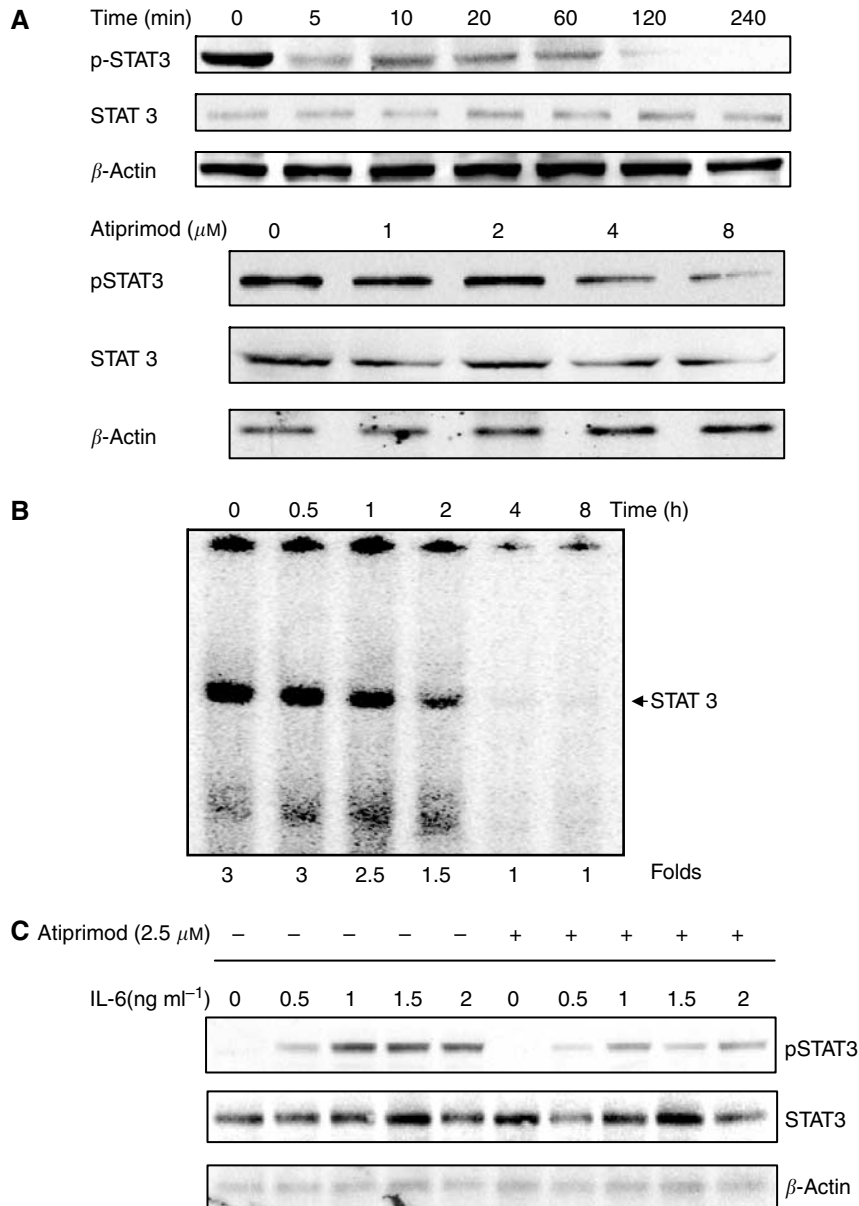 A
Time (min) 0 5 10 20 60 120 240
p-STAT3
STAT 3
β-Actin
Atiprimod (μM) 0 1 2 4 8
pSTAT3
STAT 3
β-Actin
B
0 0.5 1 2 4 8 Time (h)
STAT 3
3 3 2.5 1.5 1 1 Folds
C Atiprimod (2.5 μM) – – – – – + + + + +
IL-6(ng ml⁻¹) 0 0.5 1 1.5 2 0 0.5 1 1.5 2
pSTAT3
STAT3
β-Actin